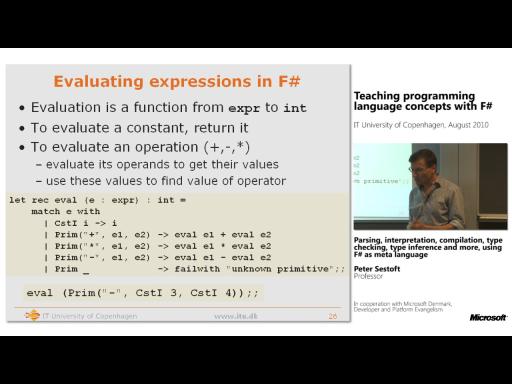 Evaluating expressions in F#
• Evaluation is a function from expr to int
• To evaluate a constant, return it
• To evaluate an operation (+,-,*)
– evaluate its operands to get their values
– use these values to find value of operator
let rec eval (e : expr) : int =
match e with
| CstI i -> i
| Prim("+", e1, e2) -> eval e1 + eval e2
| Prim("*", e1, e2) -> eval e1 * eval e2
| Prim("-", e1, e2) -> eval e1 - eval e2
| Prim _ -> failwith "unknown primitive";;
eval (Prim("-", CstI 3, CstI 4));;
IT University of Copenhagen www.itu.dk 26
Teaching programming
language concepts with F#
IT University of Copenhagen, August 2010
e2
e2
e2
primitive";;
Parsing, interpretation, compilation, type
checking, type inference and more, using
F# as meta language
Peter Sestoft
Professor
In cooperation with Microsoft Denmark,
Developer and Platform Evangelism
Microsoft